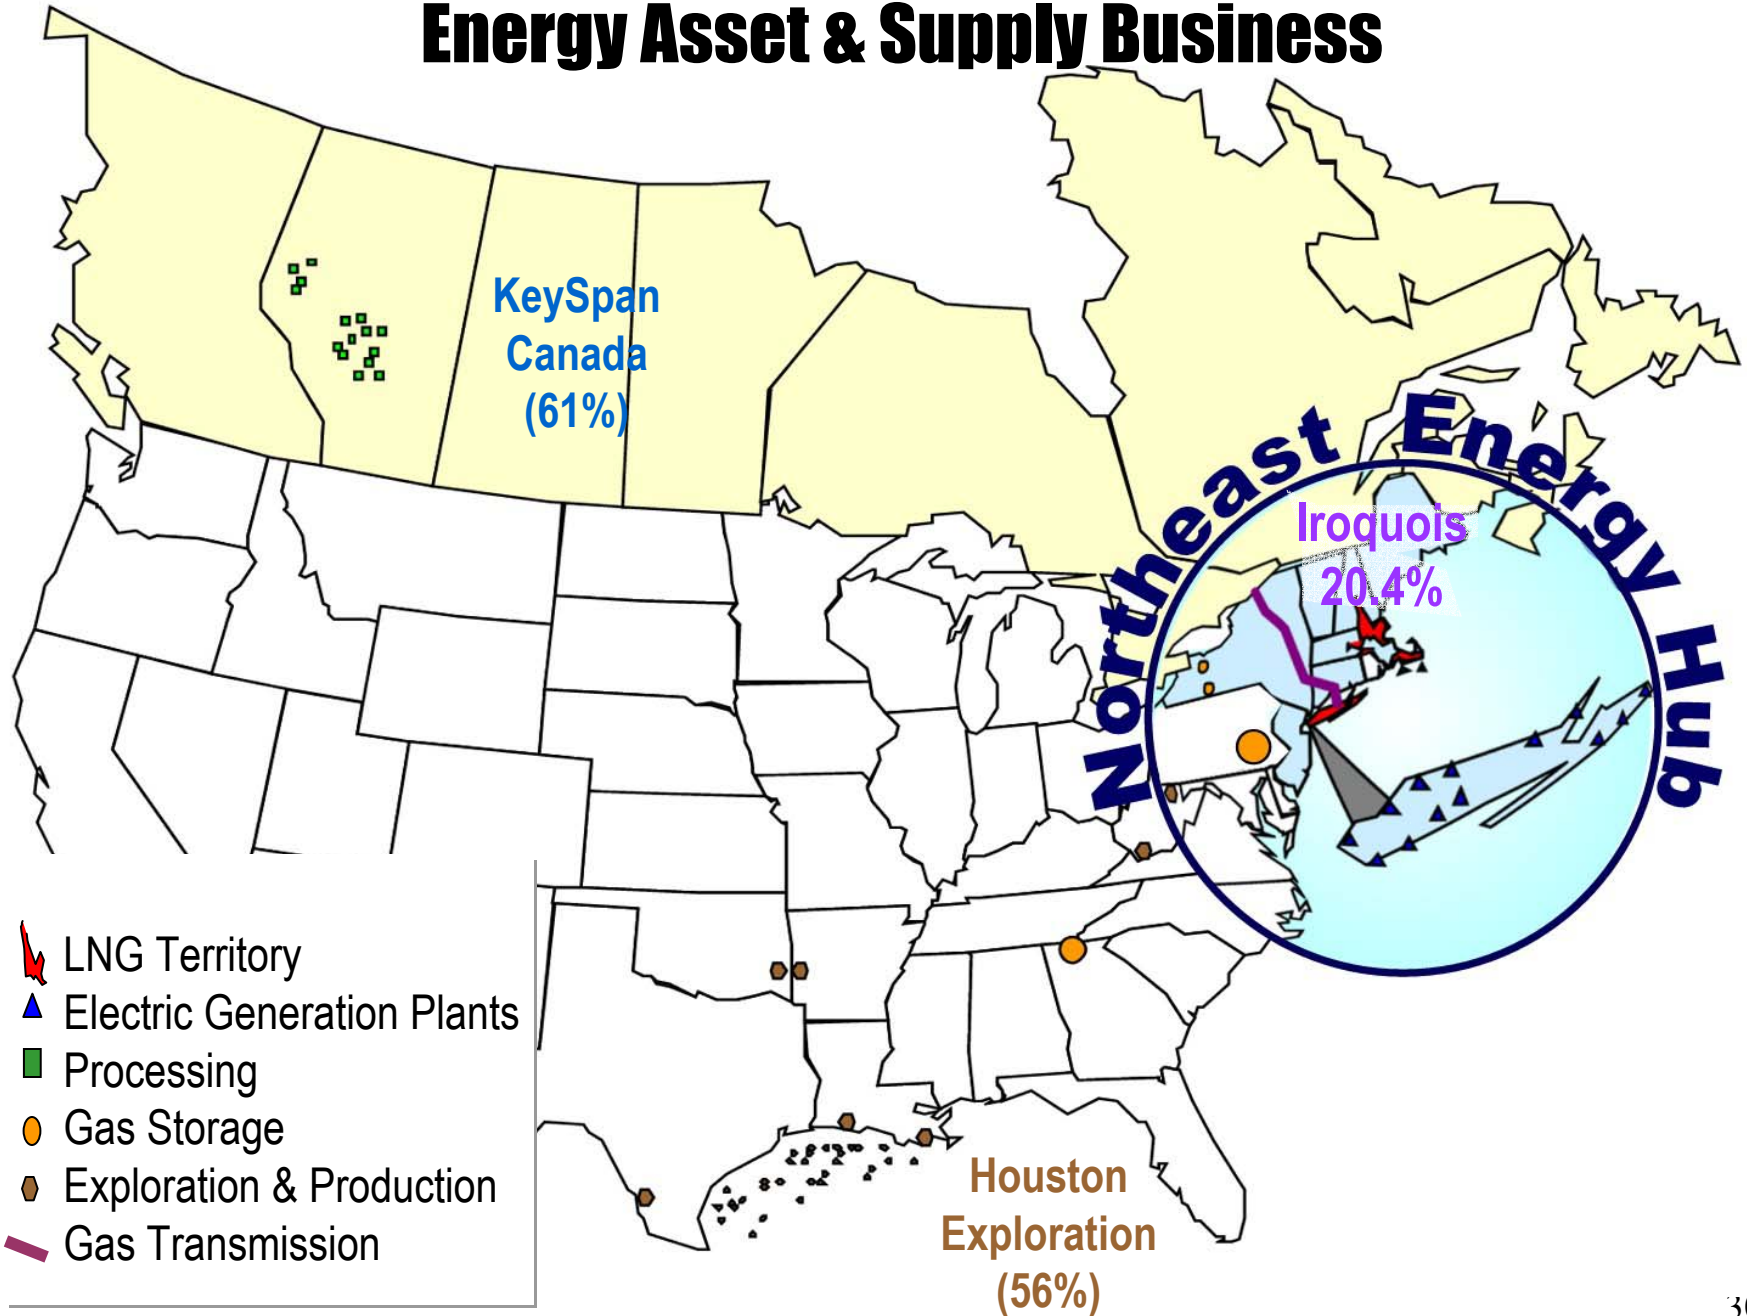 Energy Asset & Supply Business
KeySpan
Canada
(61%)
Northeast Energy Hub
Iroquois
20.4%
LNG Territory
Electric Generation Plants
Processing
Gas Storage
Exploration & Production
Gas Transmission
Houston
Exploration
(56%)